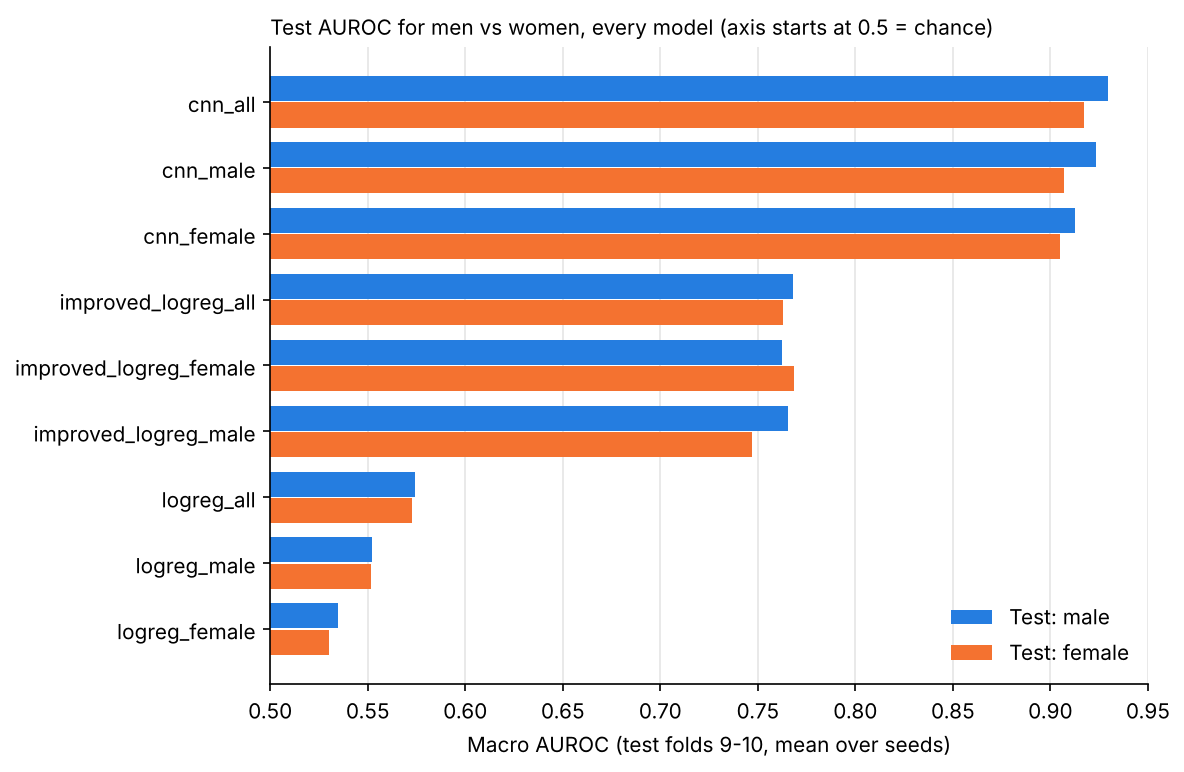 Test AUROC for men vs women, every model (axis starts at 0.5 = chance)
cnn_all
cnn_male
cnn_female
improved_logreg_all
improved_logreg_female
improved_logreg_male
logreg_all
logreg_male
logreg_female
Test: male
Test: female
0.50 0.55 0.60 0.65 0.70 0.75 0.80 0.85 0.90 0.95
Macro AUROC (test folds 9-10, mean over seeds)